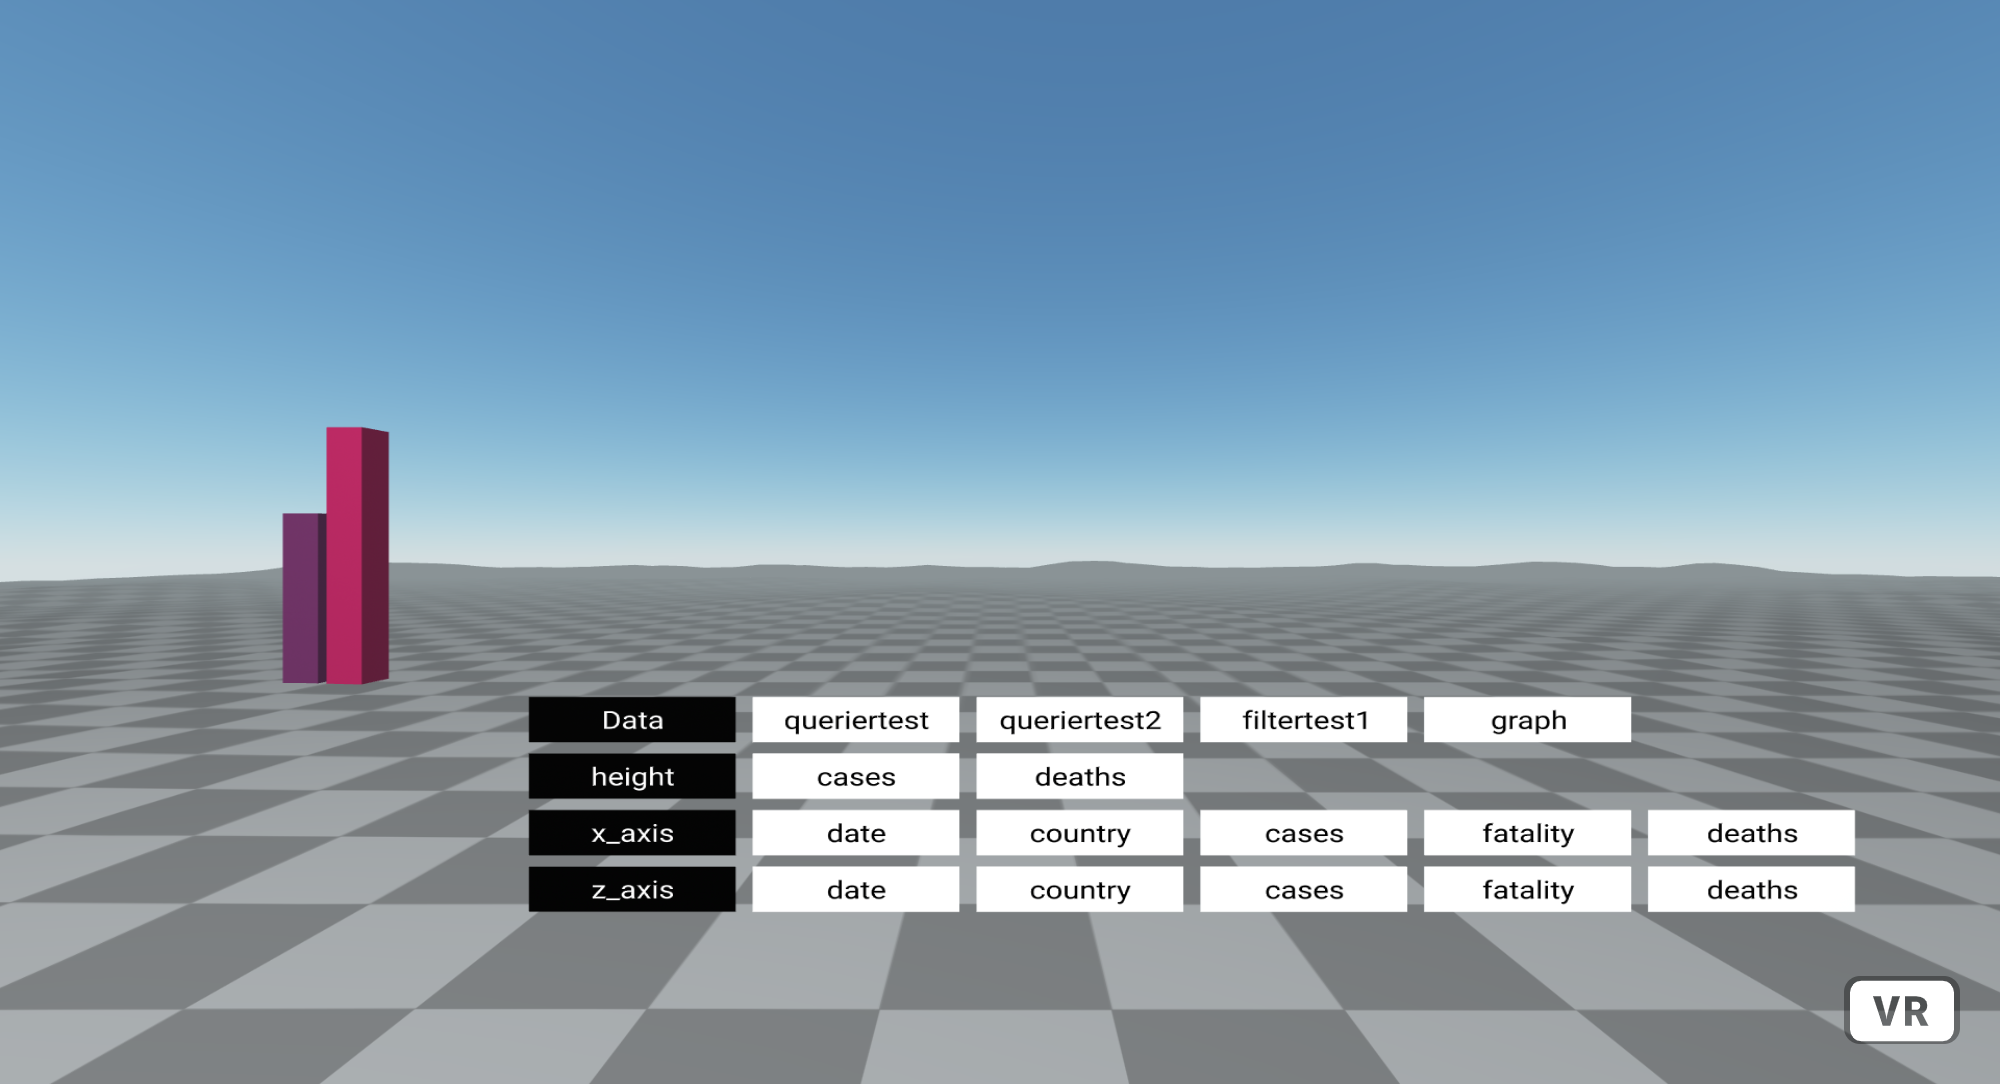 Data queriertest queriertest2 filtertest1 graph
height cases deaths
x_axis date country cases fatality deaths
z_axis date country cases fatality deaths
VR